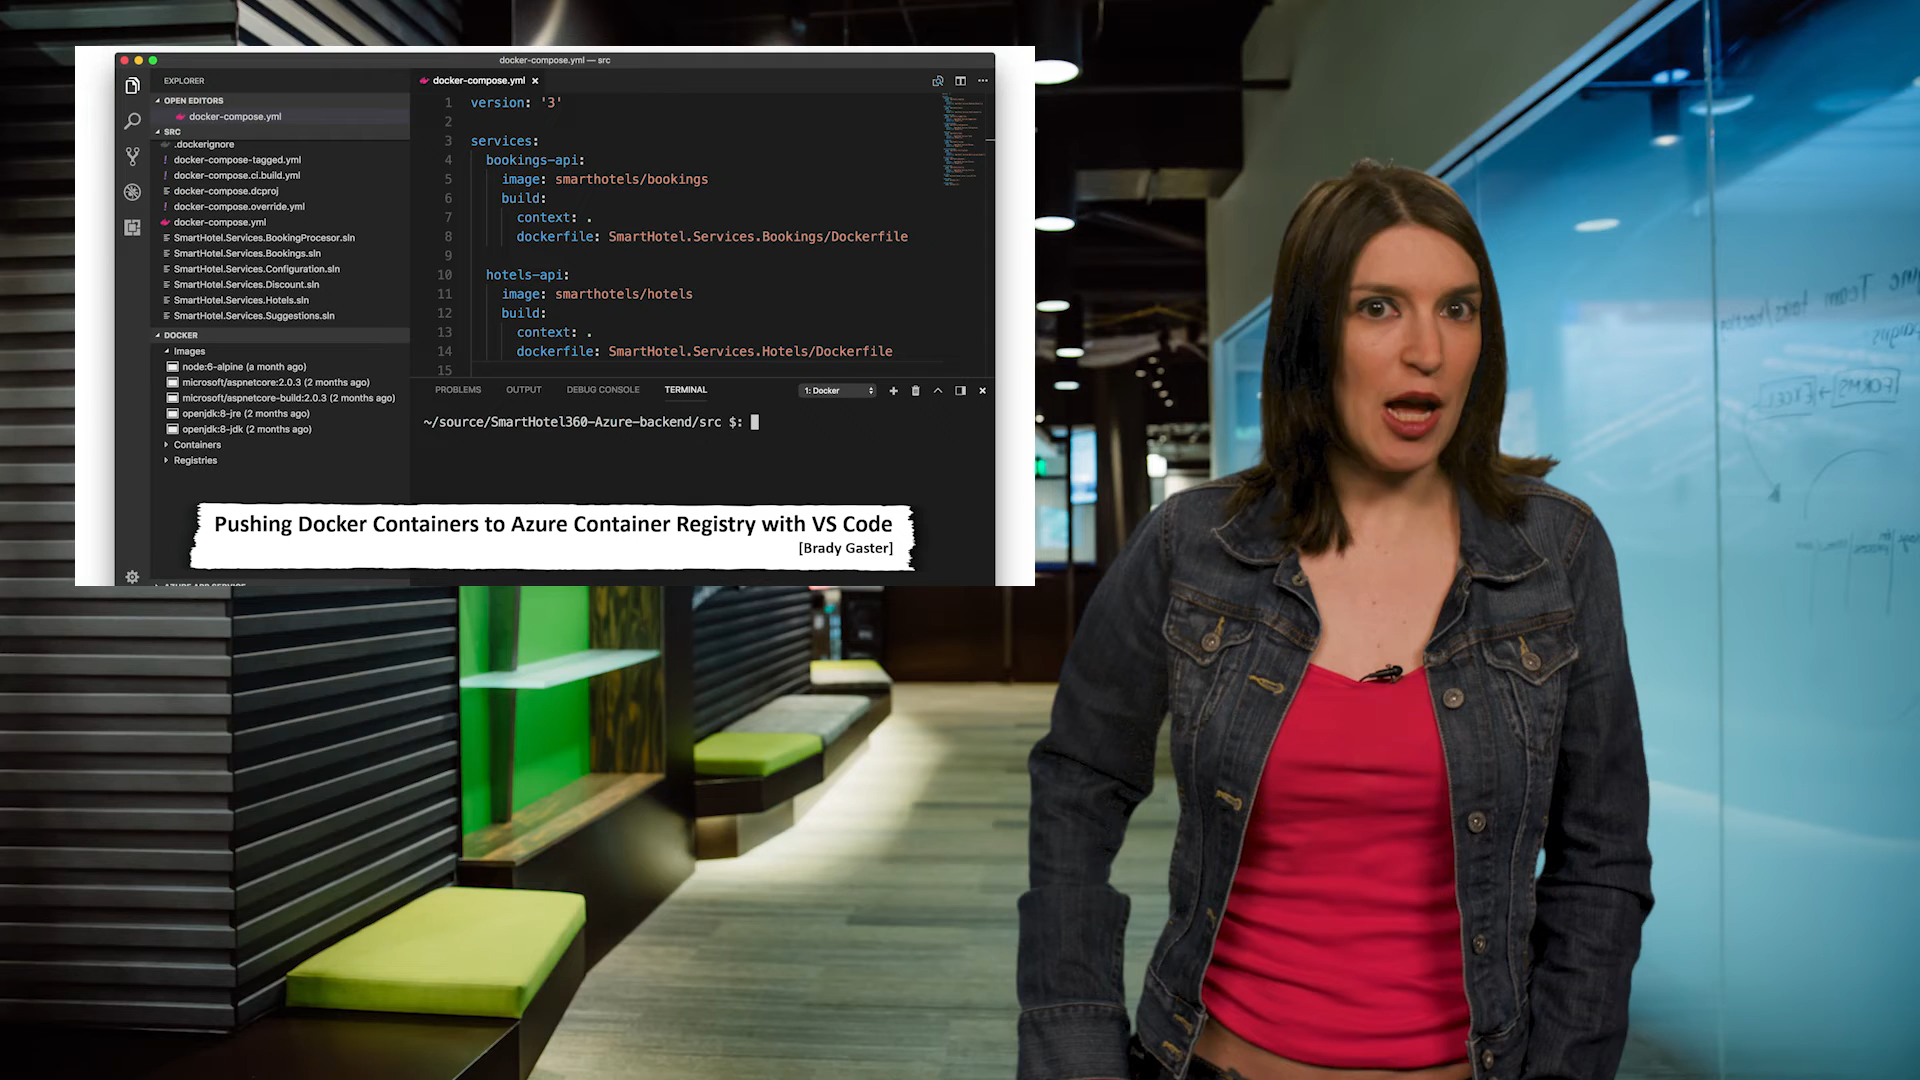 docker-compose.yml — src
EXPLORER
OPEN EDITORS
docker-compose.yml
SRC
.dockerignore
docker-compose-tagged.yml
docker-compose.ci.build.yml
docker-compose.dcproj
docker-compose.override.yml
docker-compose.yml
SmartHotel.Services.BookingProcesor.sln
SmartHotel.Services.Bookings.sln
SmartHotel.Services.Configuration.sln
SmartHotel.Services.Discount.sln
SmartHotel.Services.Hotels.sln
SmartHotel.Services.Suggestions.sln
DOCKER
Images
node:6-alpine (a month ago)
microsoft/aspnetcore:2.0.3 (2 months ago)
microsoft/aspnetcore-build:2.0.3 (2 months ago)
openjdk:8-jre (2 months ago)
openjdk:8-jdk (2 months ago)
Containers
Registries
docker-compose.yml
1 version: '3'
2
3 services:
4 bookings-api:
5 image: smarthotels/bookings
6 build:
7 context: .
8 dockerfile: SmartHotel.Services.Bookings/Dockerfile
9
10 hotels-api:
11 image: smarthotels/hotels
12 build:
13 context: .
14 dockerfile: SmartHotel.Services.Hotels/Dockerfile
15
PROBLEMS OUTPUT DEBUG CONSOLE TERMINAL 1: Docker
~/source/SmartHotel360-Azure-backend/src $:
Pushing Docker Containers to Azure Container Registry with VS Code
[Brady Gaster]
EXCEL
FORMS